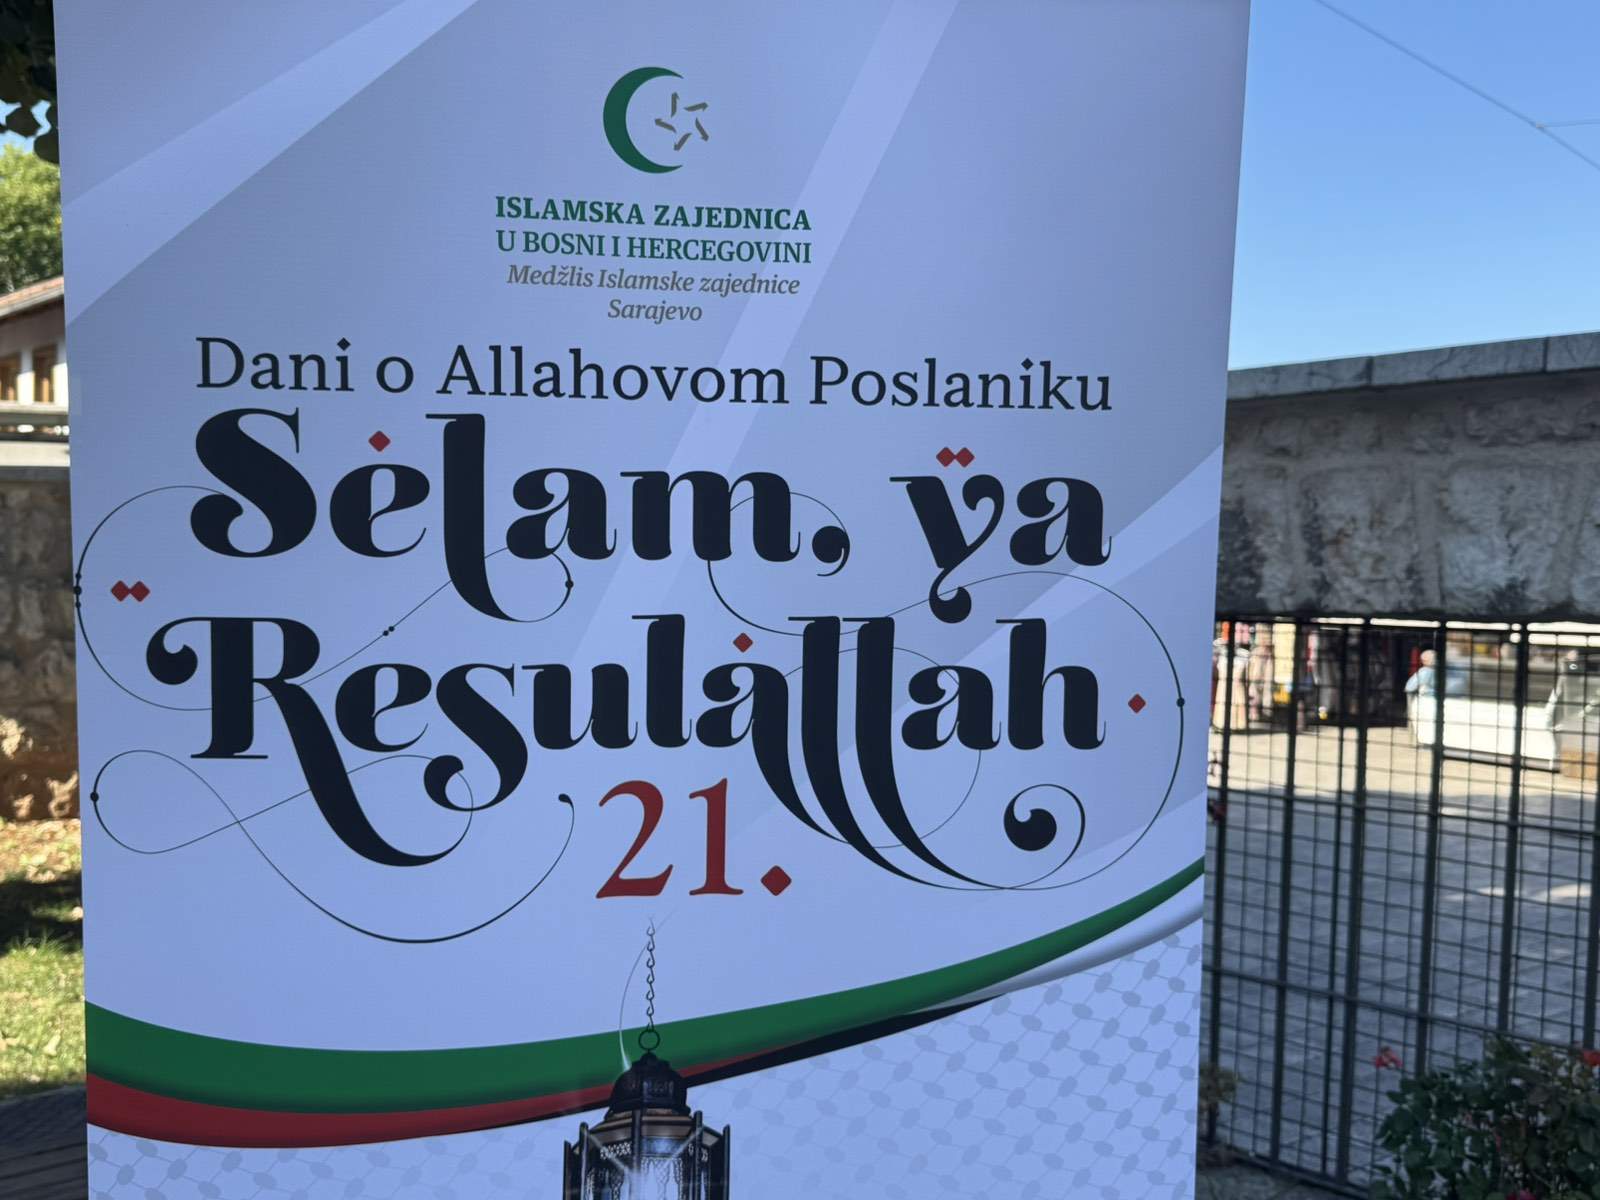 ISLAMSKA ZAJEDNICA
U BOSNI I HERCEGOVINI
Medžlis Islamske zajednice
Sarajevo
Dani o Allahovom Poslaniku
Selam, ya
Resulallah
21.